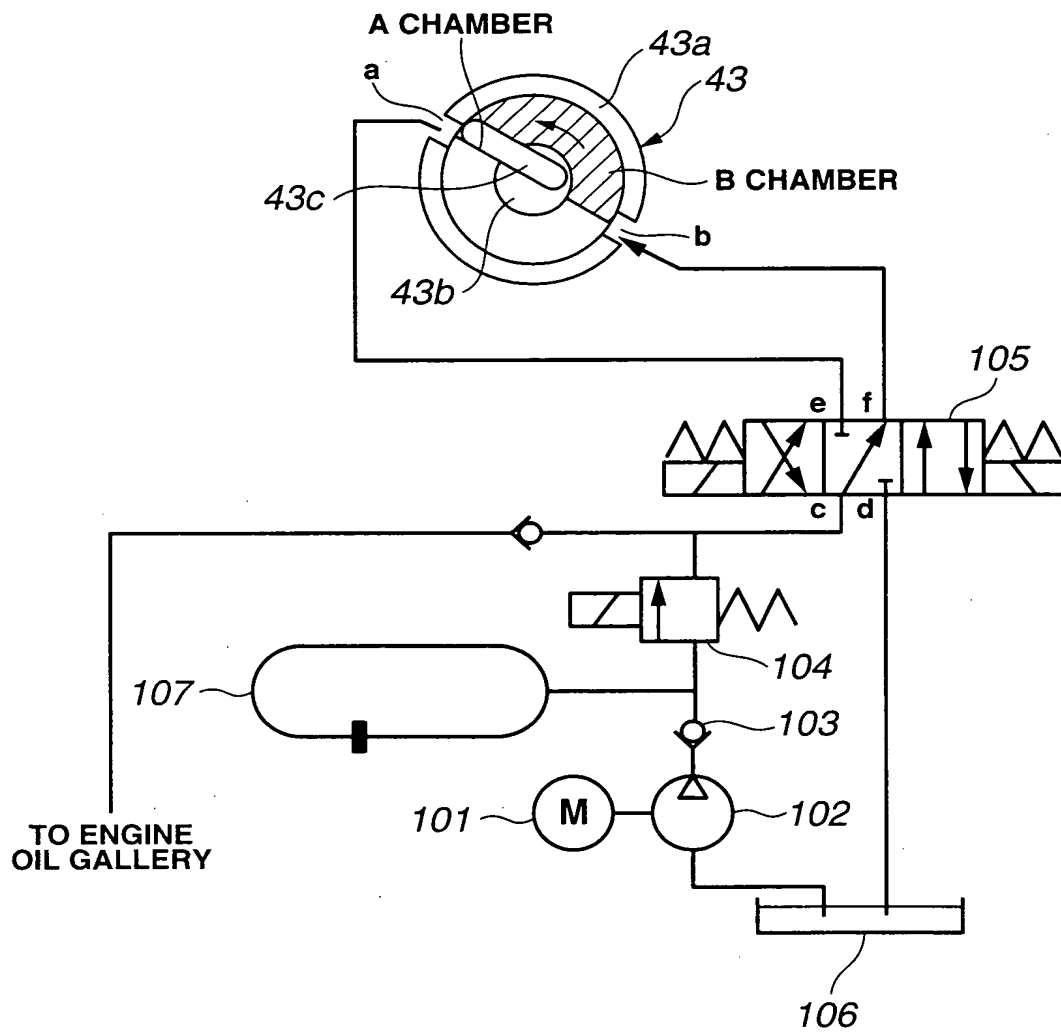 A CHAMBER
43a
a
43
B CHAMBER
43c
b
43b
105
e f
c d
104
107
103
101
M
102
TO ENGINE
OIL GALLERY
106